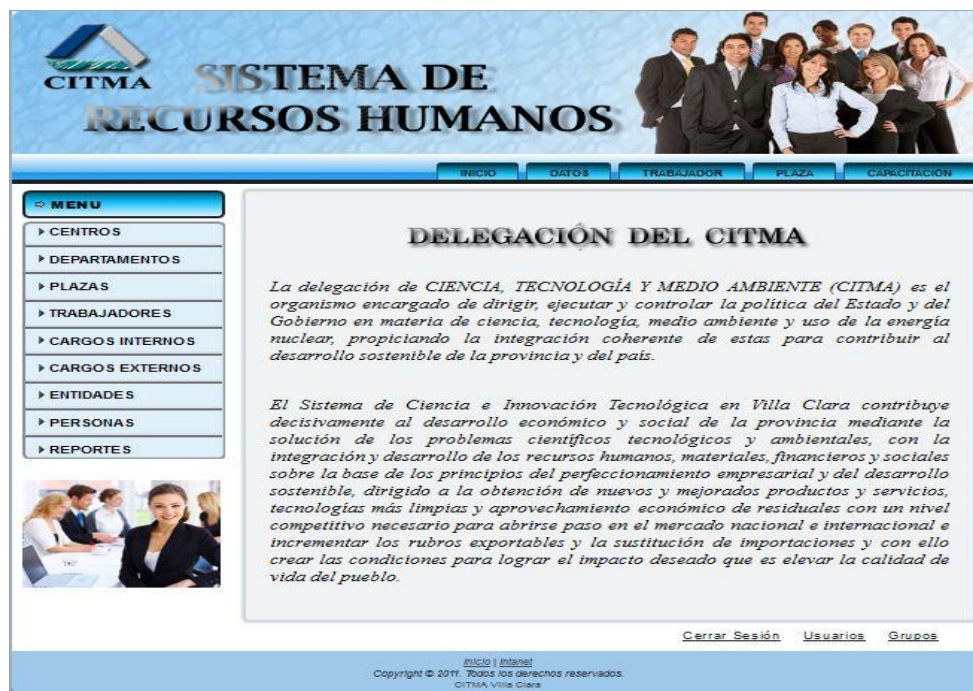 CITMA
SISTEMA DE
RECURSOS HUMANOS
INICIO DATOS TRABAJADOR PLAZA CAPACITACIÓN
MENU
CENTROS
DEPARTAMENTOS
PLAZAS
TRABAJADORES
CARGOS INTERNOS
CARGOS EXTERNOS
ENTIDADES
PERSONAS
REPORTES
DELEGACIÓN DEL CITMA
La delegación de CIENCIA, TECNOLOGÍA Y MEDIO AMBIENTE (CITMA) es el
organismo encargado de dirigir, ejecutar y controlar la política del Estado y del
Gobierno en materia de ciencia, tecnología, medio ambiente y uso de la energía
nuclear, propiciando la integración coherente de estas para contribuir al
desarrollo sostenible de la provincia y del país.
El Sistema de Ciencia e Innovación Tecnológica en Villa Clara contribuye
decisivamente al desarrollo económico y social de la provincia mediante la
solución de los problemas científicos tecnológicos y ambientales, con la
integración y desarrollo de los recursos humanos, materiales, financieros y sociales
sobre la base de los principios del perfeccionamiento empresarial y del desarrollo
sostenible, dirigido a la obtención de nuevos y mejorados productos y servicios,
tecnologías más limpias y aprovechamiento económico de residuales con un nivel
competitivo necesario para abrirse paso en el mercado nacional e internacional e
incrementar los rubros exportables y la sustitución de importaciones y con ello
crear las condiciones para lograr el impacto deseado que es elevar la calidad de
vida del pueblo.
Cerrar Sesión Usuarios Grupos
Inicio | Intanet
Copyright © 2011. Todos los derechos reservados.
CITMA Villa Clara